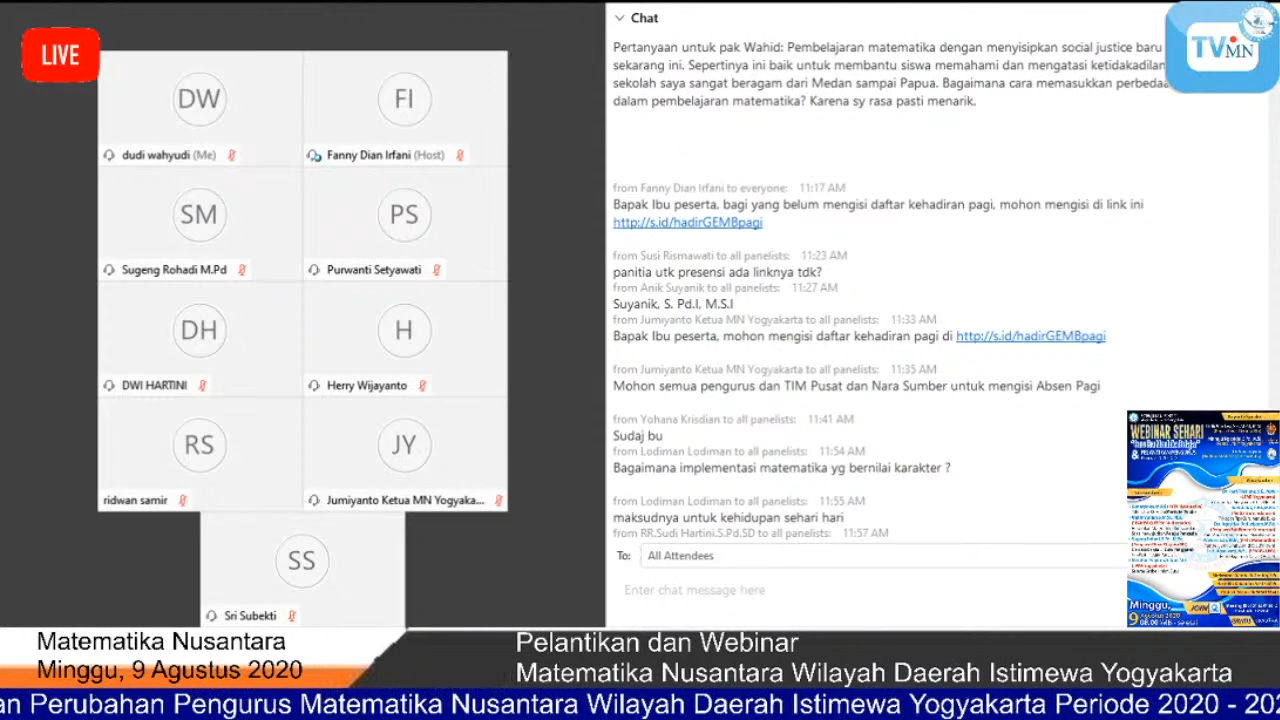 LIVE
DW
dudi wahyudi (Me)
FI
Fanny Dian Irfani (Host)
SM
Sugeng Rohadi M.Pd
PS
Purwanti Setyawati
DH
DWI HARTINI
H
Herry Wijayanto
RS
ridwan samir
JY
Jumiyanto Ketua MN Yogyaka...
SS
Sri Subekti
Chat
Pertanyaan untuk pak Wahid: Pembelajaran matematika dengan menyisipkan social justice baru
sekarang ini. Sepertinya ini baik untuk membantu siswa memahami dan mengatasi ketidakadilan
sekolah saya sangat beragam dari Medan sampai Papua. Bagaimana cara memasukkan
dalam pembelajaran matematika? Karena sy rasa pasti menarik.
from Fanny Dian Irfani to everyone: 11:17 AM
Bapak Ibu peserta, bagi yang belum mengisi daftar kehadiran pagi, mohon mengisi di link ini
http://s.id/hadirGEMBpagi
from Susi Rismawati to all panelists: 11:23 AM
panitia utk presensi ada linknya tdk?
from Anik Suyanik to all panelists: 11:27 AM
Suyanik, S. Pd.I, M.S.I
from Jumiyanto Ketua MN Yogyakarta to all panelists: 11:33 AM
Bapak Ibu peserta, mohon mengisi daftar kehadiran pagi di http://s.id/hadirGEMBpagi
from Jumiyanto Ketua MN Yogyakarta to all panelists: 11:35 AM
Mohon semua pengurus dan TIM Pusat dan Nara Sumber untuk mengisi Absen Pagi
from Yohana Krisdian to all panelists: 11:41 AM
Sudaj bu
from Lodiman Lodiman to all panelists: 11:54 AM
Bagaimana implementasi matematika yg bernilai karakter ?
from Lodiman Lodiman to all panelists: 11:55 AM
maksudnya untuk kehidupan sehari hari
from RR.Sudi Hartini.S.Pd.SD to all panelists: 11:57 AM
To: All Attendees
Enter chat message here
TVMN
WEBINAR SEHARI
Minggu,
9 Agustus 2020
JOIN
Matematika Nusantara
Minggu, 9 Agustus 2020
Pelantikan dan Webinar
Matematika Nusantara Wilayah Daerah Istimewa Yogyakarta
an Perubahan Pengurus Matematika Nusantara Wilayah Daerah Istimewa Yogyakarta Periode 2020 - 202